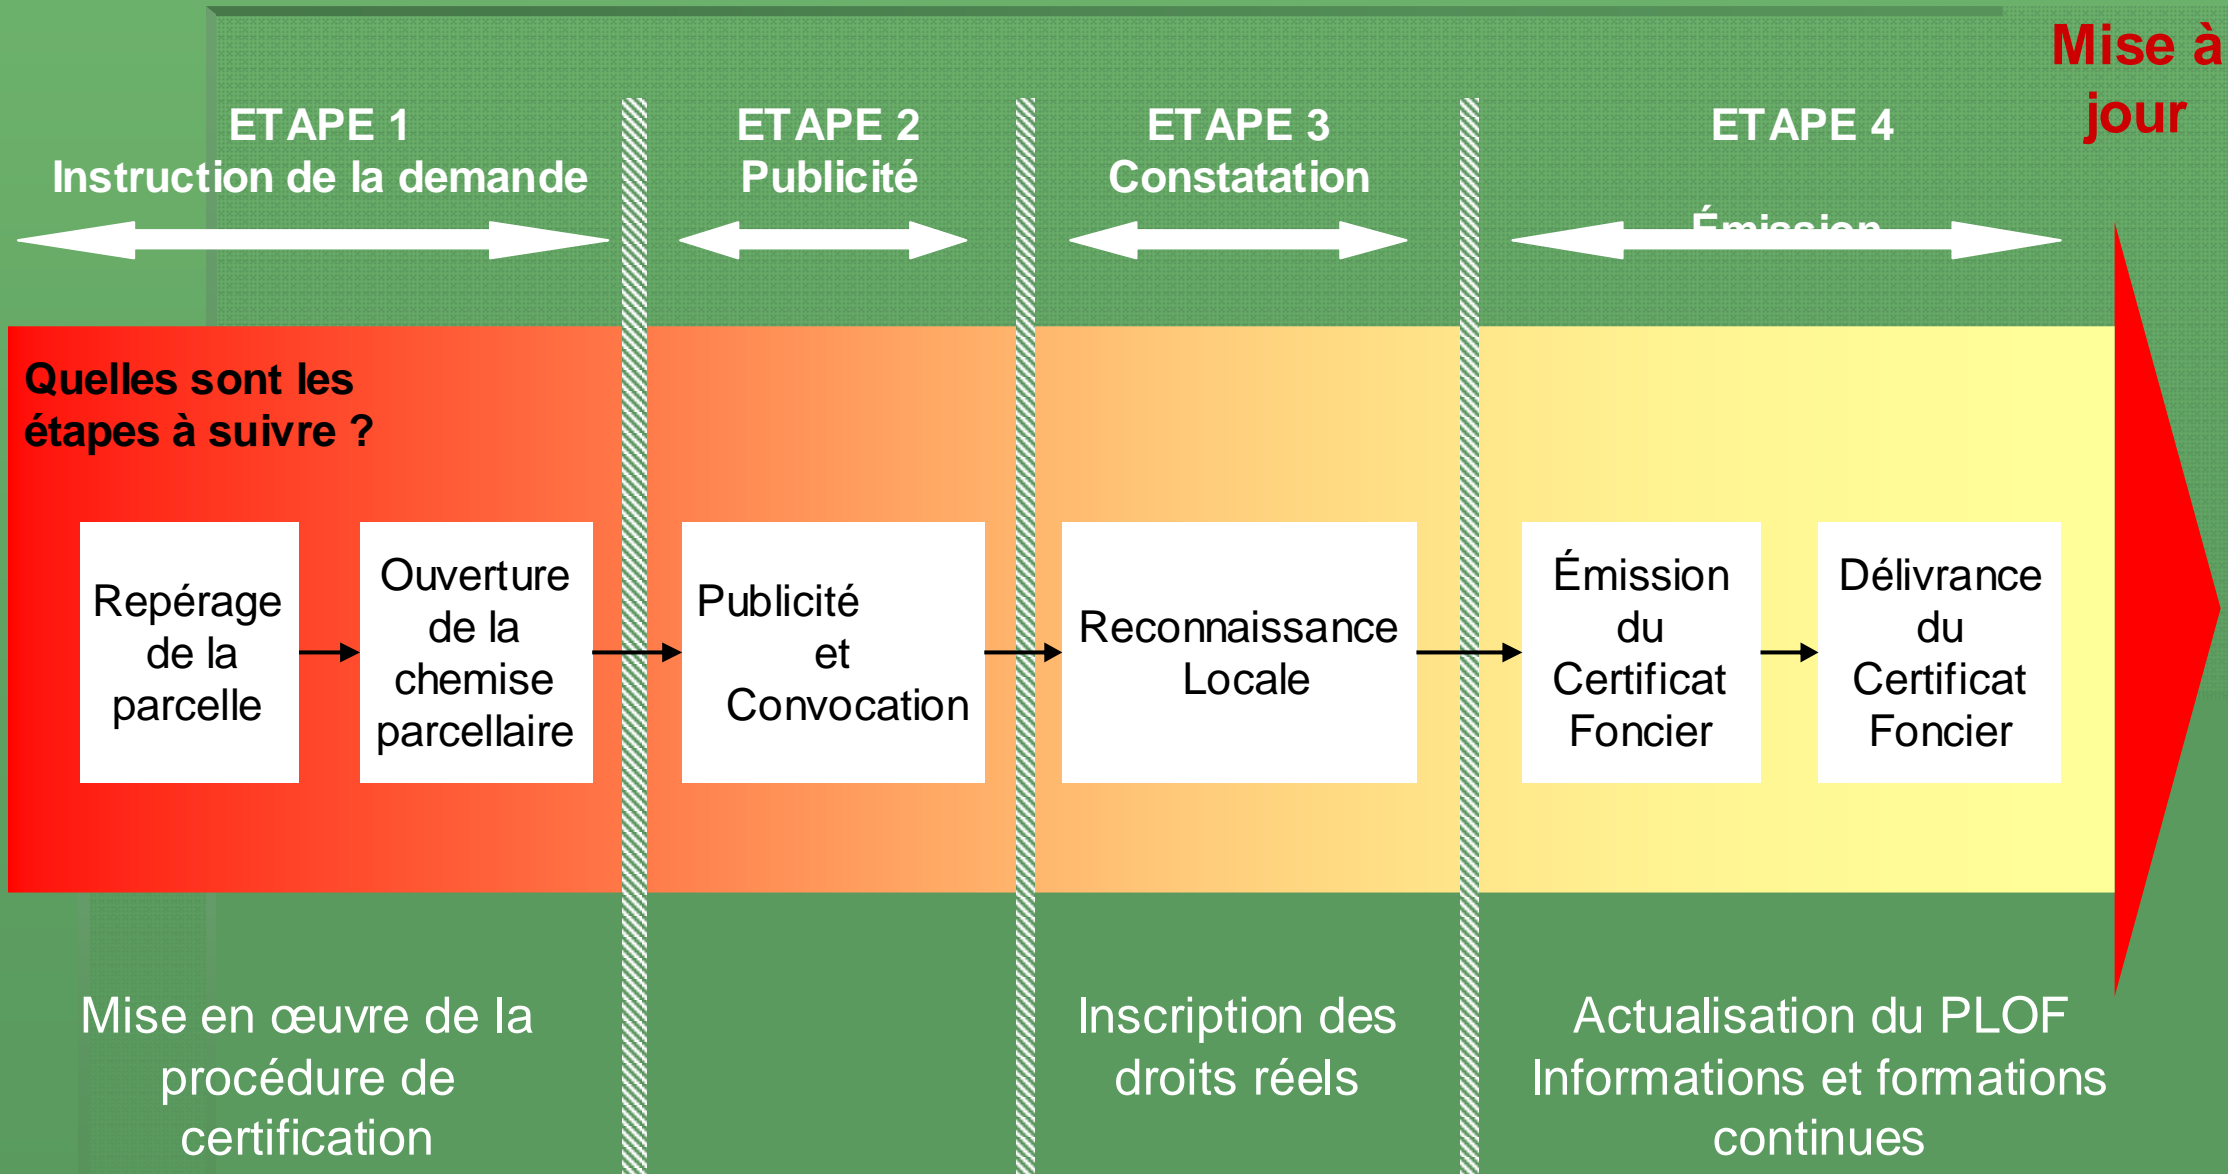 Mise à
jour
ETAPE 1
Instruction de la demande
ETAPE 2
Publicité
ETAPE 3
Constatation
ETAPE 4
Émission
Quelles sont les
étapes à suivre ?
Repérage
de la
parcelle
Ouverture
de la
chemise
parcellaire
Publicité
et
Convocation
Reconnaissance
Locale
Émission
du
Certificat
Foncier
Délivrance
du
Certificat
Foncier
Mise en œuvre de la
procédure de
certification
Inscription des
droits réels
Actualisation du PLOF
Informations et formations
continues